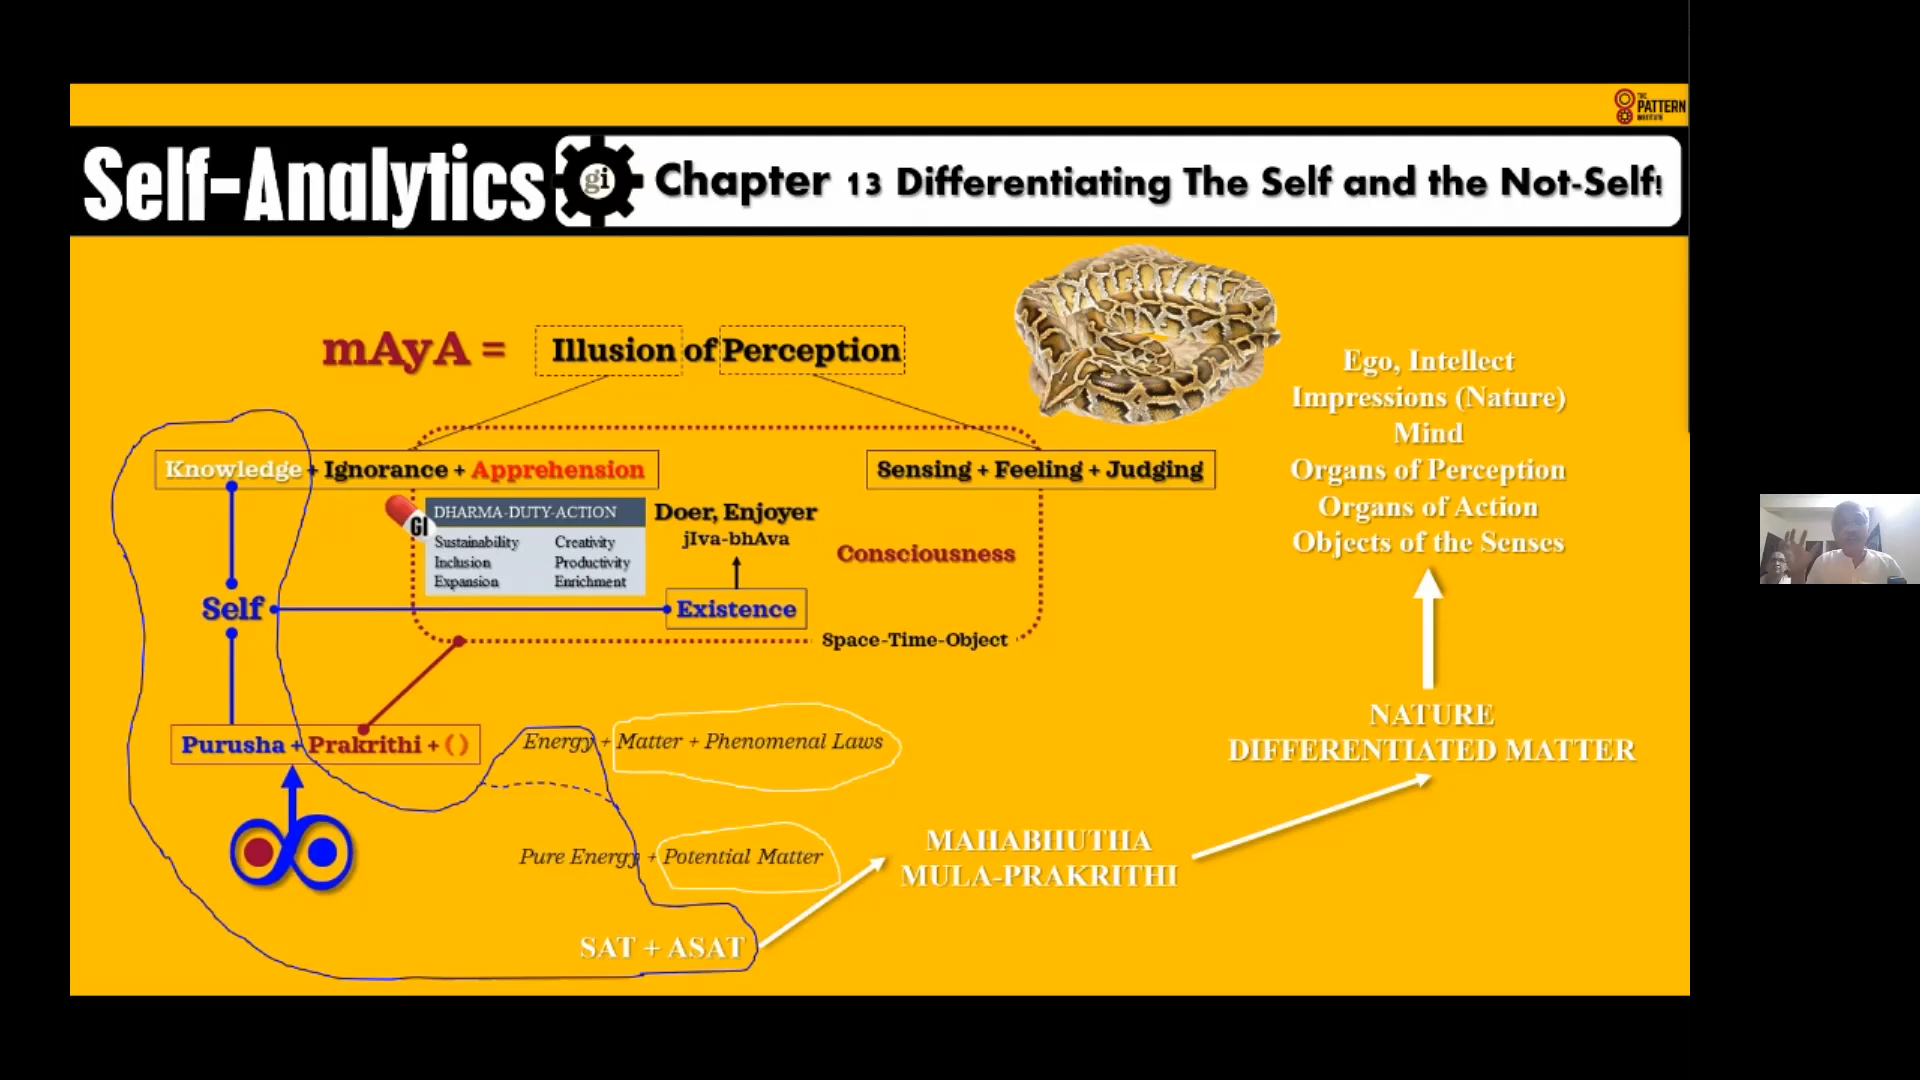 THE
PATTERN
INSTITUTE
Self-Analytics
gi
Chapter 13 Differentiating The Self and the Not-Self!
mAyA = Illusion of Perception
Knowledge + Ignorance + Apprehension
Sensing + Feeling + Judging
GI
DHARMA-DUTY-ACTION
Sustainability Creativity
Inclusion Productivity
Expansion Enrichment
Doer, Enjoyer
jIva-bhAva
Consciousness
Self
Existence
Space-Time-Object
Purusha + Prakrithi + ( )
Energy + Matter + Phenomenal Laws
Pure Energy + Potential Matter
SAT + ASAT
MAHABHUTHA
MULA-PRAKRITHI
NATURE
DIFFERENTIATED MATTER
Ego, Intellect
Impressions (Nature)
Mind
Organs of Perception
Organs of Action
Objects of the Senses